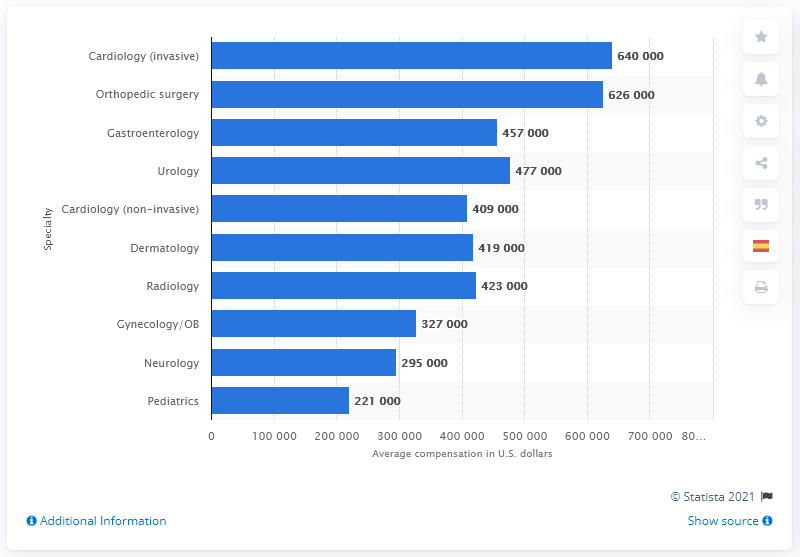 Cardiology (invasive) 640 000
Orthopedic surgery 626 000
Gastroenterology 457 000
Urology 477 000
Cardiology (non-invasive) 409 000
Dermatology 419 000
Radiology 423 000
Gynecology/OB 327 000
Neurology 295 000
Pediatrics 221 000
Specialty
0 100 000 200 000 300 000 400 000 500 000 600 000 700 000 80...
Average compensation in U.S. dollars
© Statista 2021
Additional Information Show source